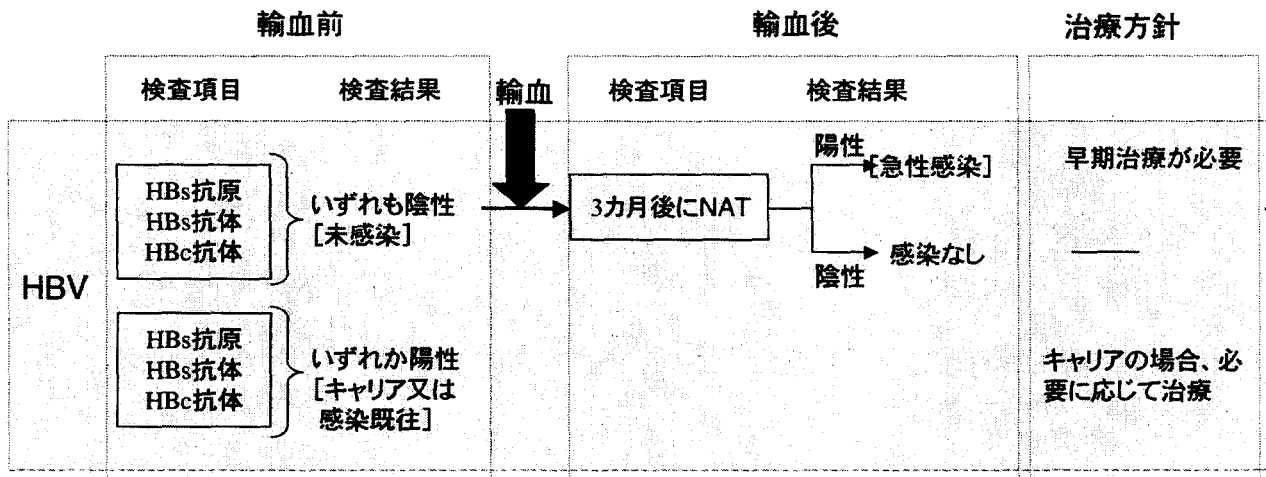 輸血前
輸血後
治療方針
検査項目
検査結果
輸血
検査項目
検査結果
HBV
HBs抗原
HBs抗体
HBc抗体
いずれも陰性
[未感染]
3カ月後にNAT
陽性
[急性感染]
早期治療が必要
陰性
感染なし
HBs抗原
HBs抗体
HBc抗体
いずれか陽性
[キャリア又は
感染既往]
キャリアの場合、必
要に応じて治療